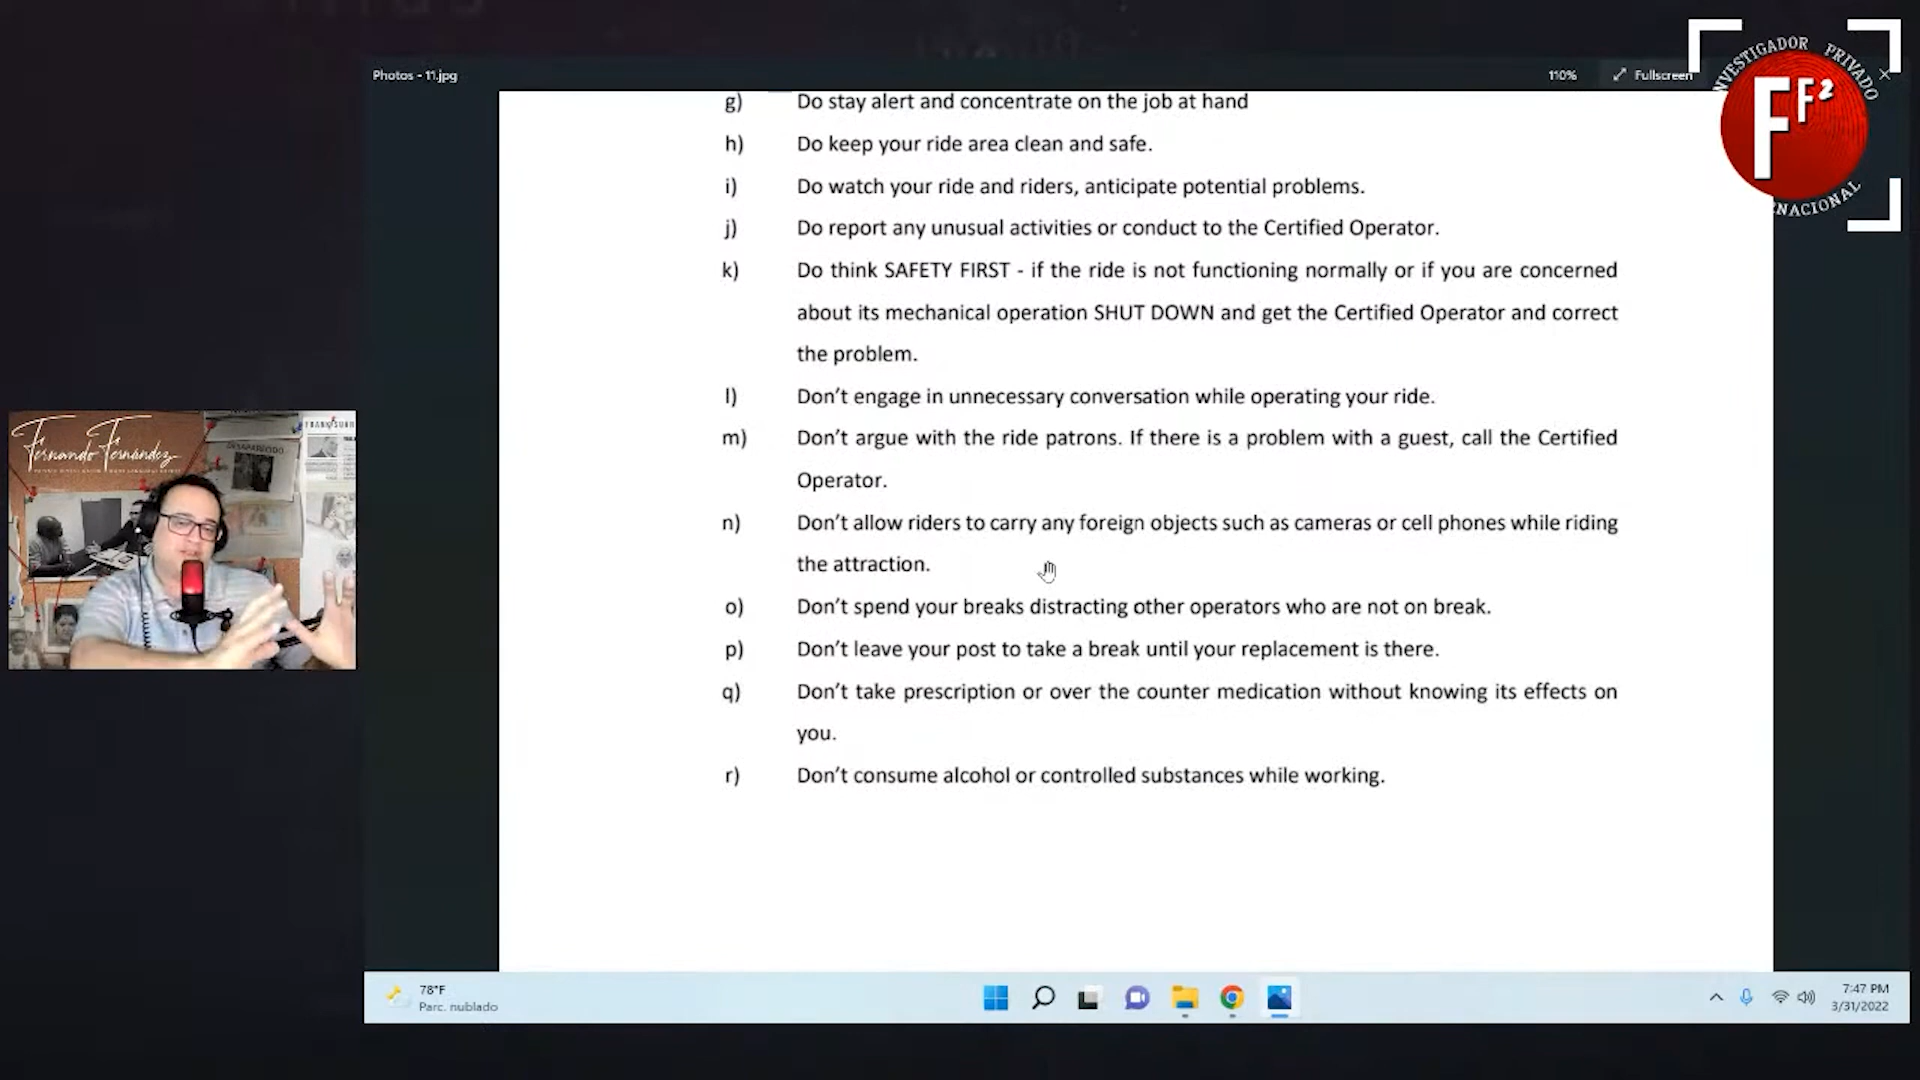 Photos - 11.jpg
110%
Fullscreen
INVESTIGADOR PRIVADO
FF²
g) Do stay alert and concentrate on the job at hand
h) Do keep your ride area clean and safe.
i) Do watch your ride and riders, anticipate potential problems.
j) Do report any unusual activities or conduct to the Certified Operator.
k) Do think SAFETY FIRST - if the ride is not functioning normally or if you are concerned
about its mechanical operation SHUT DOWN and get the Certified Operator and correct
the problem.
l) Don't engage in unnecessary conversation while operating your ride.
m) Don't argue with the ride patrons. If there is a problem with a guest, call the Certified
Operator.
n) Don't allow riders to carry any foreign objects such as cameras or cell phones while riding
the attraction.
o) Don't spend your breaks distracting other operators who are not on break.
p) Don't leave your post to take a break until your replacement is there.
q) Don't take prescription or over the counter medication without knowing its effects on
you.
r) Don't consume alcohol or controlled substances while working.
Fernando Fernández
DESAPARECIDO
78°F
Parc. nublado
7:47 PM
3/31/2022